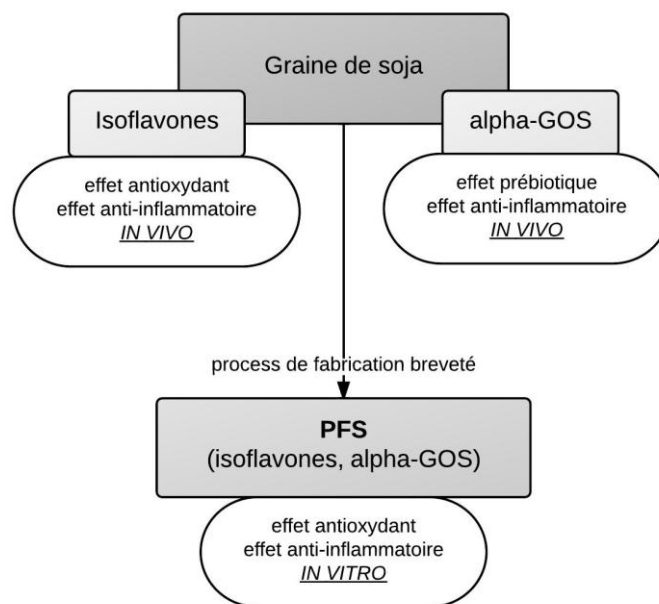 Graine de soja
Isoflavones
effet antioxydant
effet anti-inflammatoire
IN VIVO
alpha-GOS
effet prébiotique
effet anti-inflammatoire
IN VIVO
process de fabrication breveté
PFS
(isoflavones, alpha-GOS)
effet antioxydant
effet anti-inflammatoire
IN VITRO